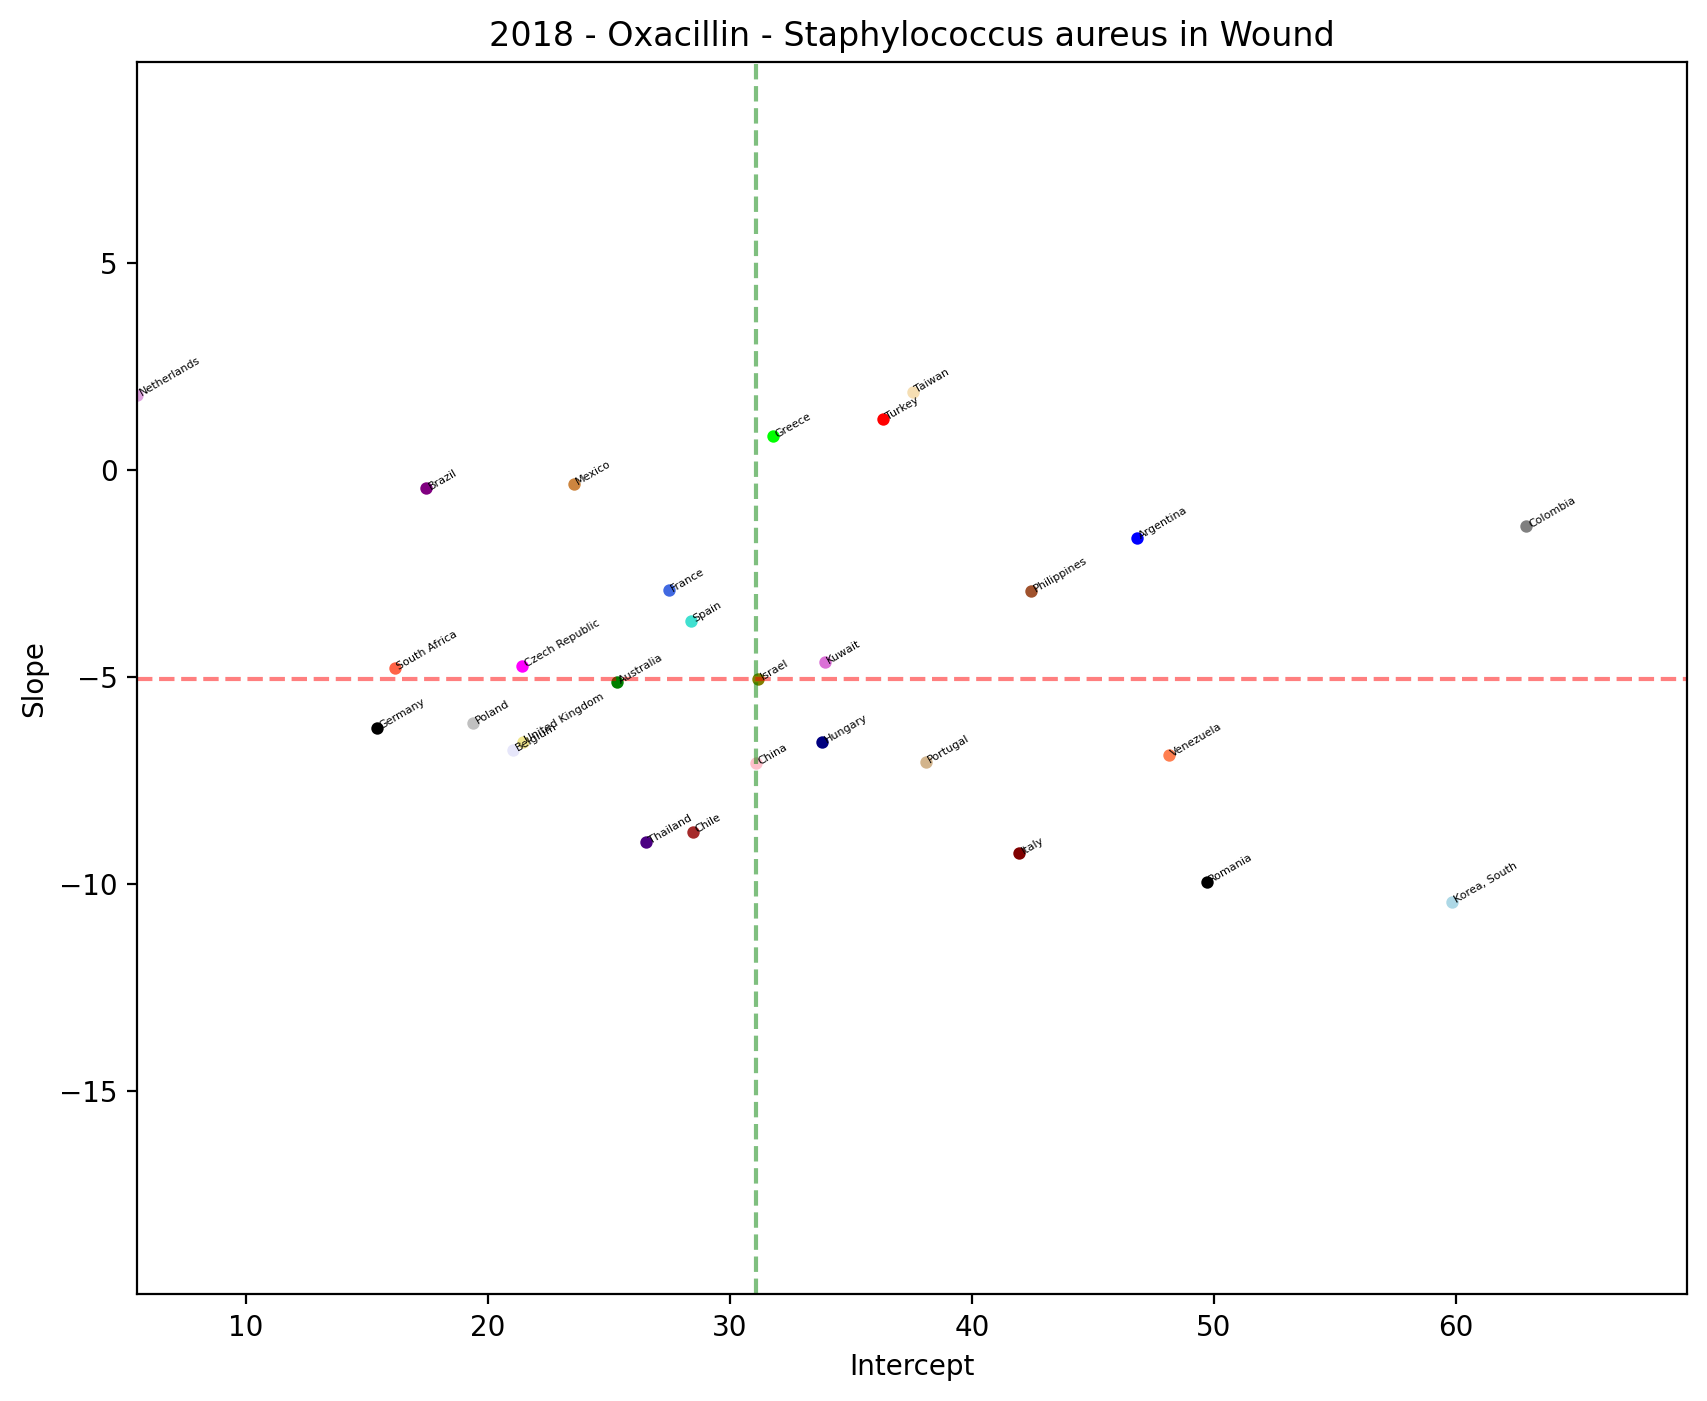 2018 - Oxacillin - Staphylococcus aureus in Wound
5
0
−5
−10
−15
Slope
Netherlands
Taiwan
Turkey
Greece
Brazil
Mexico
Argentina
Colombia
France
Philippines
Spain
South Africa
Czech Republic
Kuwait
Australia
Israel
Germany
Poland
United Kingdom
Belgium
Hungary
China
Portugal
Venezuela
Thailand
Chile
Italy
Romania
Korea, South
10
20
30
40
50
60
Intercept